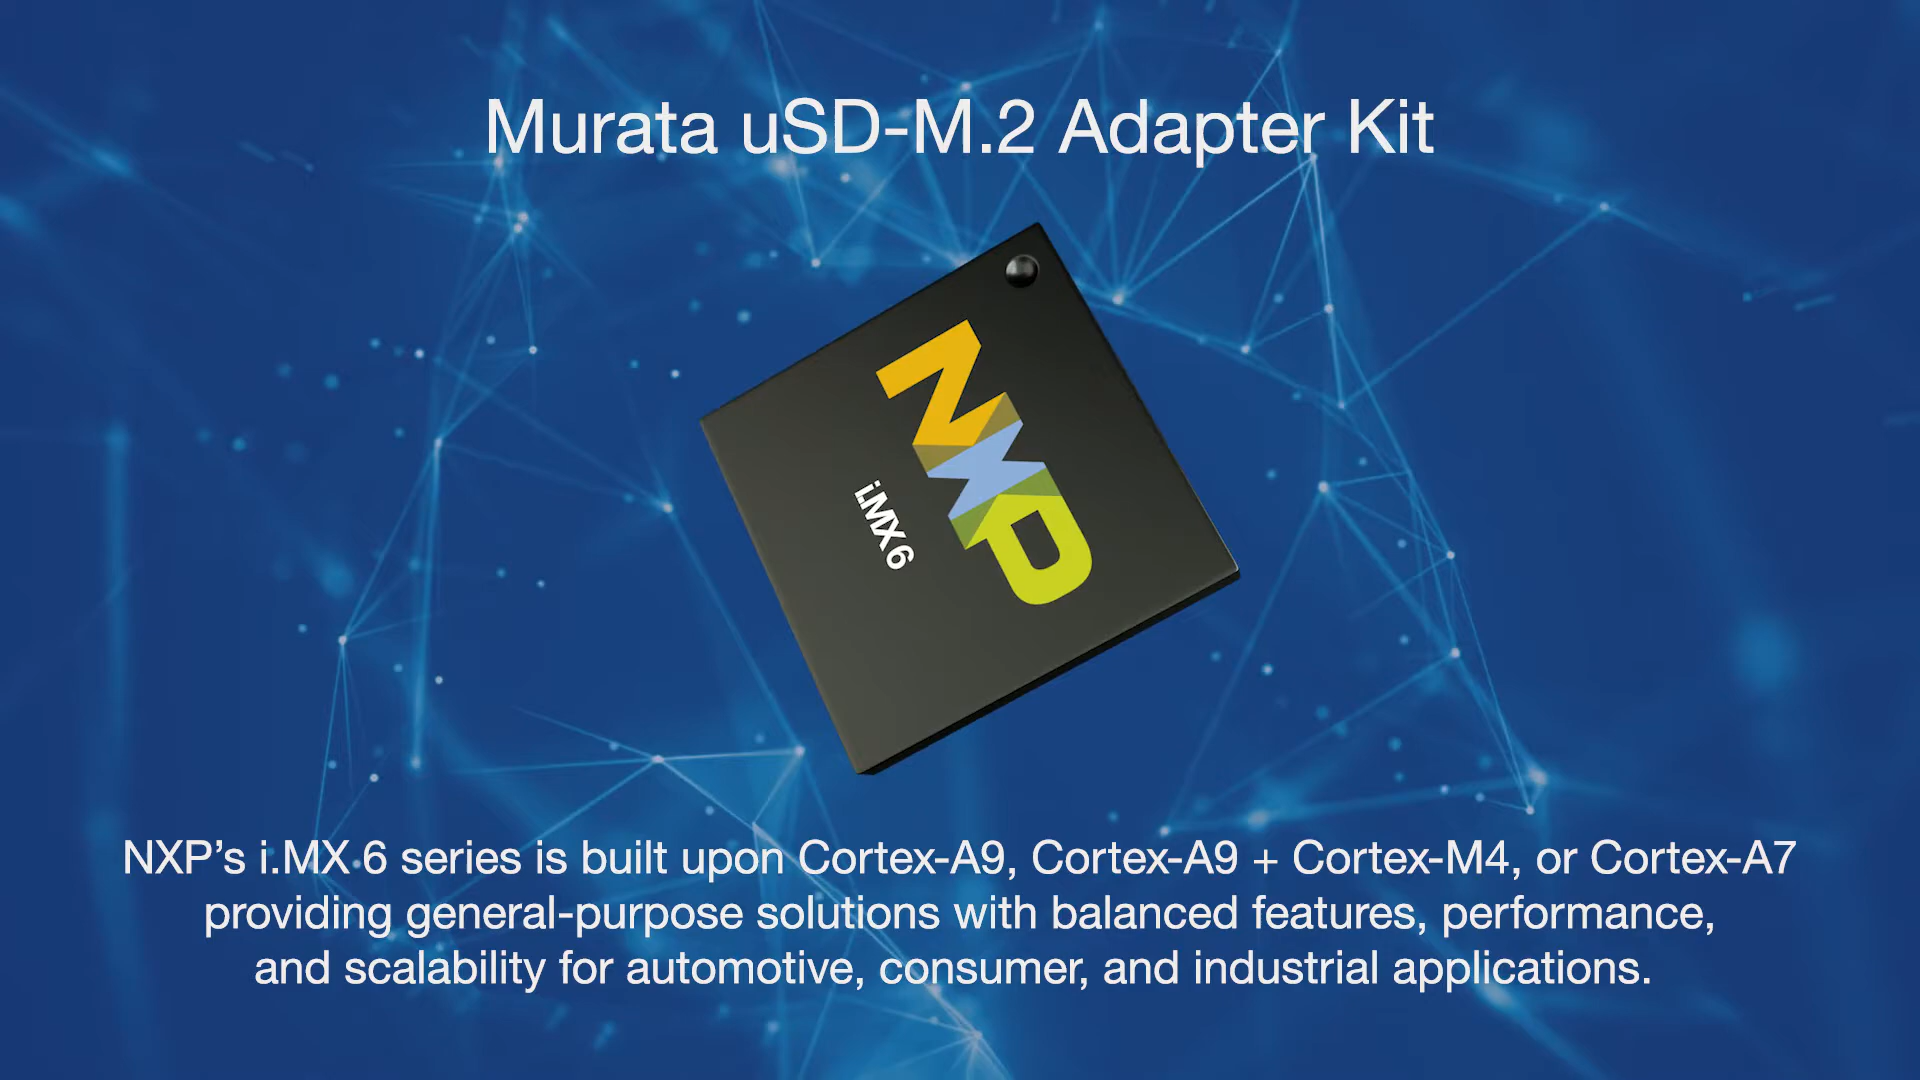 Murata uSD-M.2 Adapter Kit
NXP
i.MX 6
NXP’s i.MX 6 series is built upon Cortex-A9, Cortex-A9 + Cortex-M4, or Cortex-A7
providing general-purpose solutions with balanced features, performance,
and scalability for automotive, consumer, and industrial applications.